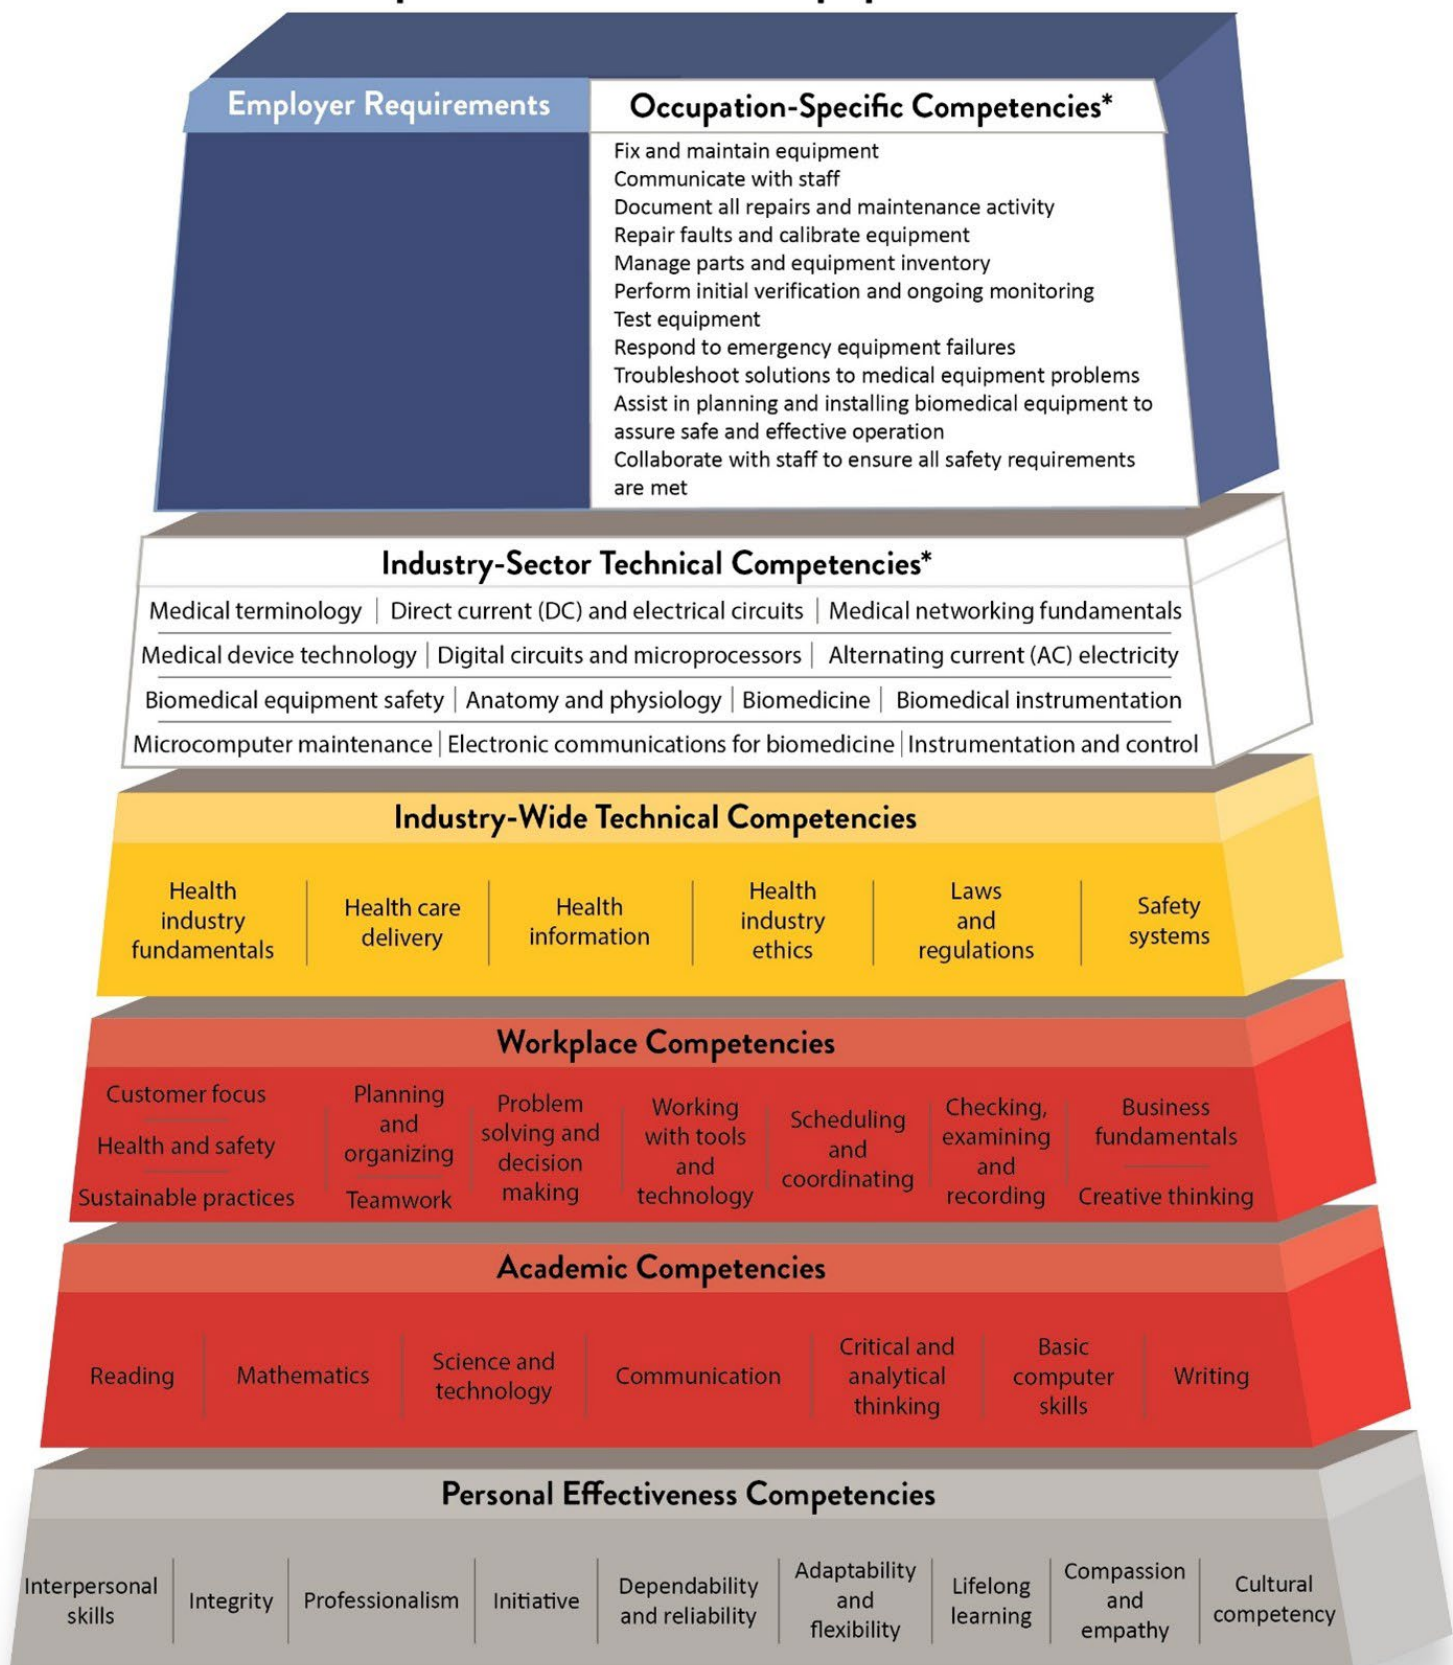 Employer Requirements
Occupation-Specific Competencies*
Fix and maintain equipment
Communicate with staff
Document all repairs and maintenance activity
Repair faults and calibrate equipment
Manage parts and equipment inventory
Perform initial verification and ongoing monitoring
Test equipment
Respond to emergency equipment failures
Troubleshoot solutions to medical equipment problems
Assist in planning and installing biomedical equipment to
assure safe and effective operation
Collaborate with staff to ensure all safety requirements
are met
Industry-Sector Technical Competencies*
Medical terminology | Direct current (DC) and electrical circuits | Medical networking fundamentals
Medical device technology | Digital circuits and microprocessors | Alternating current (AC) electricity
Biomedical equipment safety | Anatomy and physiology | Biomedicine | Biomedical instrumentation
Microcomputer maintenance | Electronic communications for biomedicine | Instrumentation and control
Industry-Wide Technical Competencies
Health
industry
fundamentals
Health care
delivery
Health
information
Health
industry
ethics
Laws
and
regulations
Safety
systems
Workplace Competencies
Customer focus
Health and safety
Sustainable practices
Planning
and
organizing
Teamwork
Problem
solving and
decision
making
Working
with tools
and
technology
Scheduling
and
coordinating
Checking,
examining
and
recording
Business
fundamentals
Creative thinking
Academic Competencies
Reading
Mathematics
Science and
technology
Communication
Critical and
analytical
thinking
Basic
computer
skills
Writing
Personal Effectiveness Competencies
Interpersonal
skills
Integrity
Professionalism
Initiative
Dependability
and reliability
Adaptability
and
flexibility
Lifelong
learning
Compassion
and
empathy
Cultural
competency